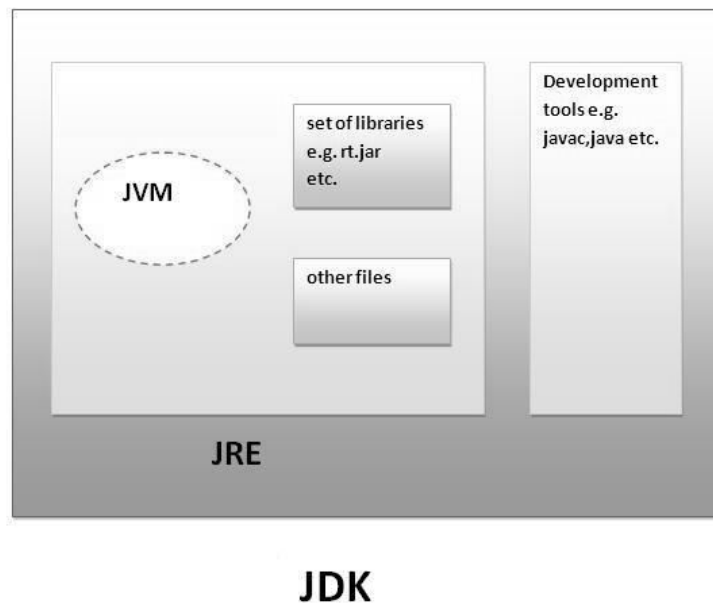 JVM
set of libraries
e.g. rt.jar
etc.
other files
Development
tools e.g.
javac,java etc.
JRE
JDK